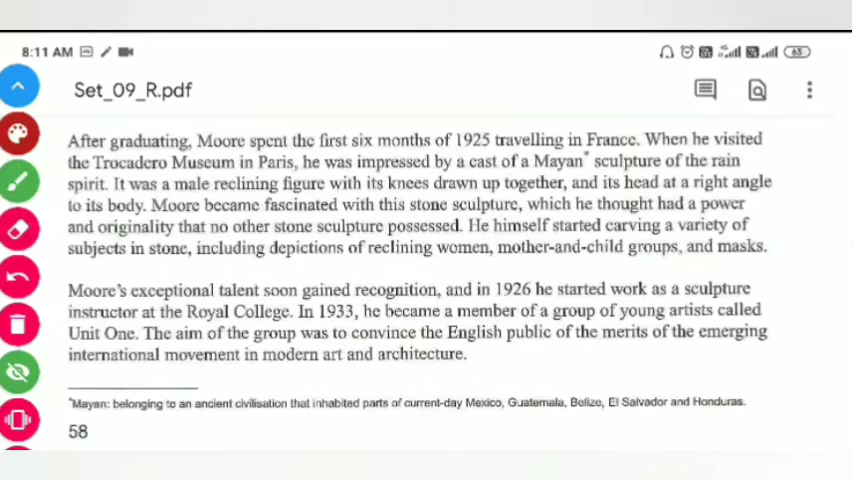 8:11 AM
63
Set_09_R.pdf
After graduating, Moore spent the first six months of 1925 travelling in France. When he visited
the Trocadero Museum in Paris, he was impressed by a cast of a Mayan* sculpture of the rain
spirit. It was a male reclining figure with its knees drawn up together, and its head at a right angle
to its body. Moore became fascinated with this stone sculpture, which he thought had a power
and originality that no other stone sculpture possessed. He himself started carving a variety of
subjects in stone, including depictions of reclining women, mother-and-child groups, and masks.
Moore's exceptional talent soon gained recognition, and in 1926 he started work as a sculpture
instructor at the Royal College. In 1933, he became a member of a group of young artists called
Unit One. The aim of the group was to convince the English public of the merits of the emerging
international movement in modern art and architecture.
*Mayan: belonging to an ancient civilisation that inhabited parts of current-day Mexico, Guatemala, Belize, El Salvador and Honduras.
58